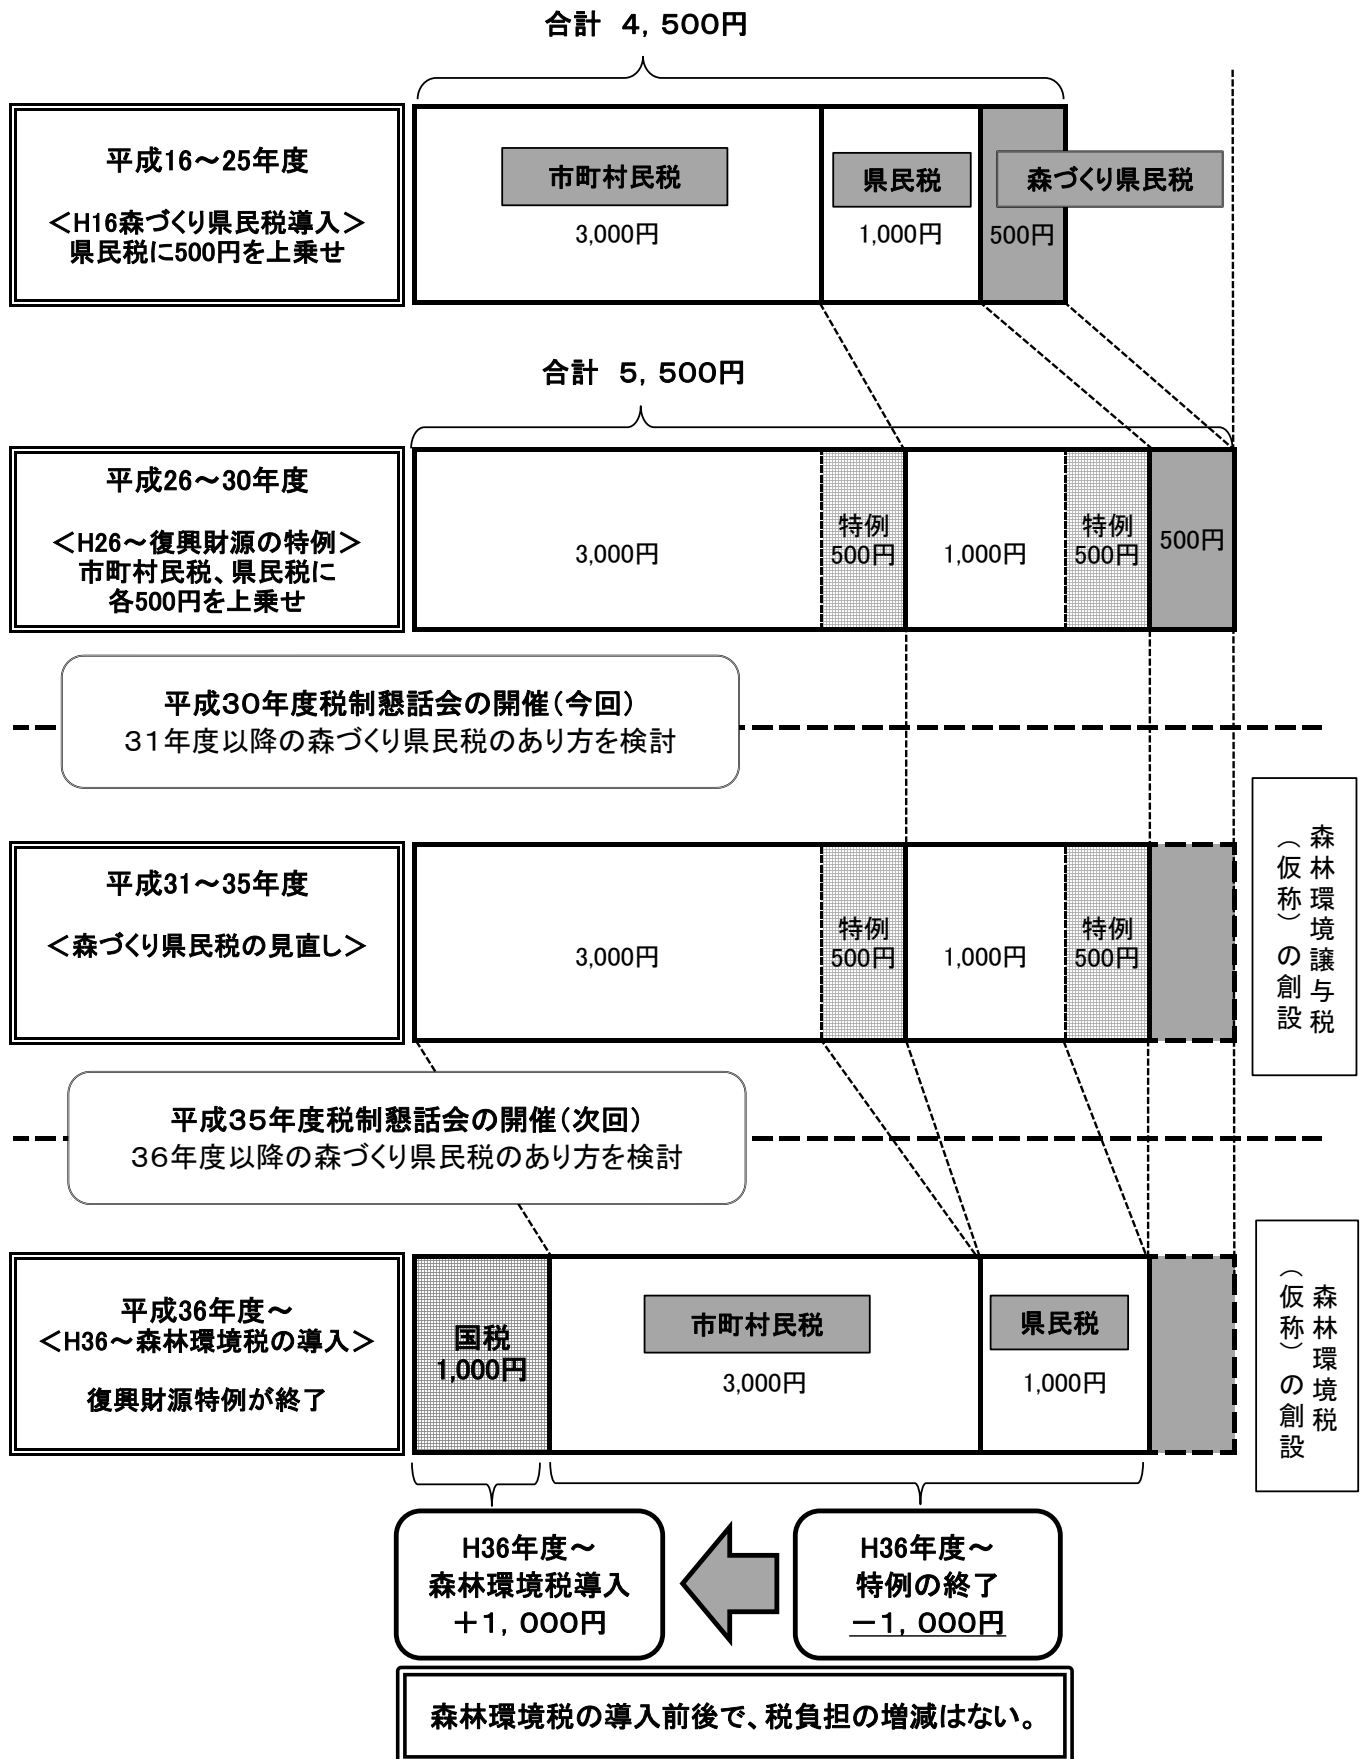 合計 4,500円
平成16～25年度
＜H16森づくり県民税導入＞
県民税に500円を上乗せ
市町村民税
3,000円
県民税
1,000円
森づくり県民税
500円
合計 5,500円
平成26～30年度
＜H26～復興財源の特例＞
市町村民税、県民税に
各500円を上乗せ
3,000円
特例
500円
1,000円
特例
500円
500円
平成30年度税制懇話会の開催(今回)
31年度以降の森づくり県民税のあり方を検討
平成31～35年度
＜森づくり県民税の見直し＞
3,000円
特例
500円
1,000円
特例
500円
森林環境譲与税
（仮称）の創設
平成35年度税制懇話会の開催(次回)
36年度以降の森づくり県民税のあり方を検討
平成36年度～
＜H36～森林環境税の導入＞
復興財源特例が終了
国税
1,000円
市町村民税
3,000円
県民税
1,000円
森林環境税
（仮称）の創設
H36年度～
森林環境税導入
＋1,000円
H36年度～
特例の終了
－1,000円
森林環境税の導入前後で、税負担の増減はない。